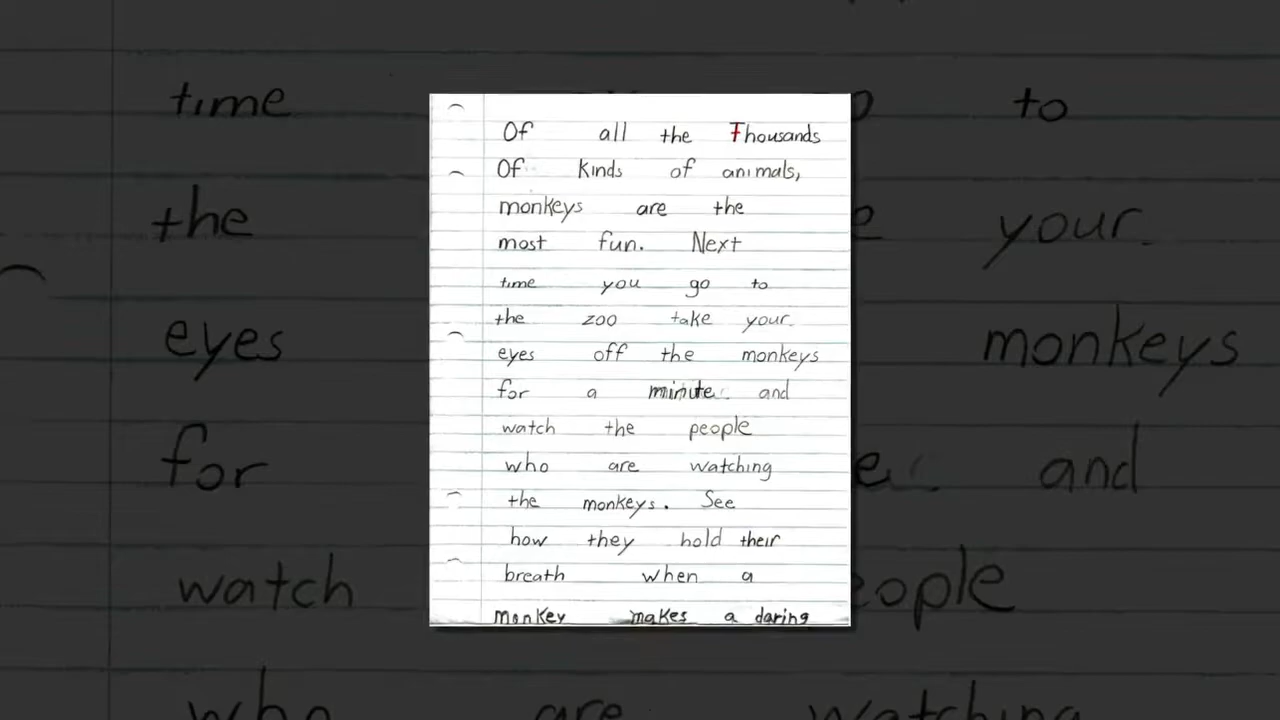 Of all the Thousands
Of Kinds of animals,
monkeys are the
most fun. Next
time you go to
the zoo take your
eyes off the monkeys
for a minute and
watch the people
who are watching
the monkeys. See
how they hold their
breath when a
monkey makes a daring